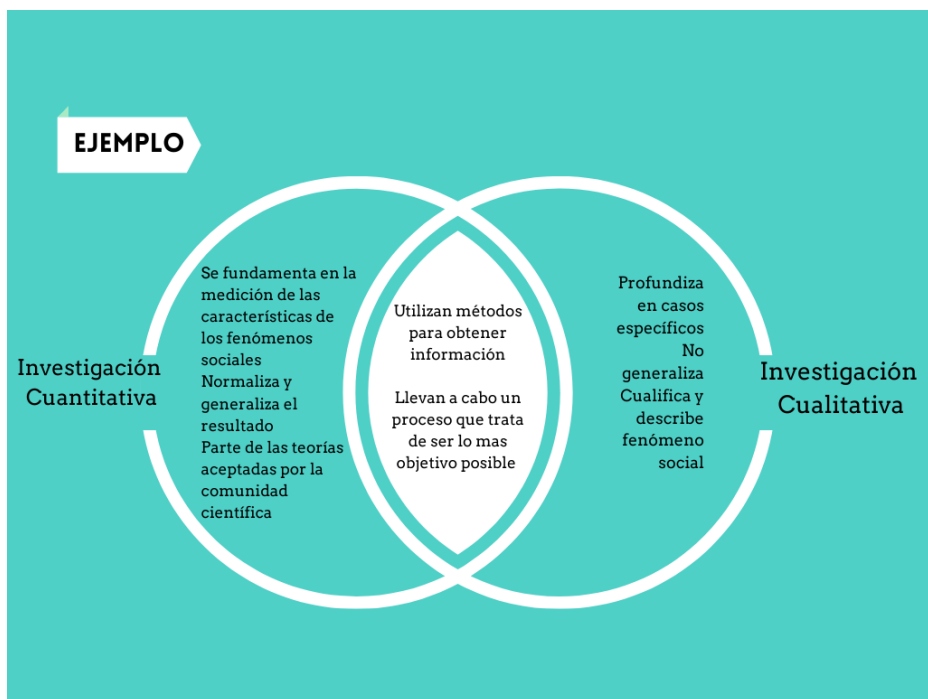 EJEMPLO
Se fundamenta en la
medición de las
características de
los fenómenos
sociales
Normaliza y
generaliza el
resultado
Parte de las teorías
aceptadas por la
comunidad
científica
Utilizan métodos
para obtener
información
Llevan a cabo un
proceso que trata
de ser lo mas
objetivo posible
Profundiza
en casos
específicos
No
generaliza
Cualifica y
describe
fenómeno
social
Investigación
Cuantitativa
Investigación
Cualitativa